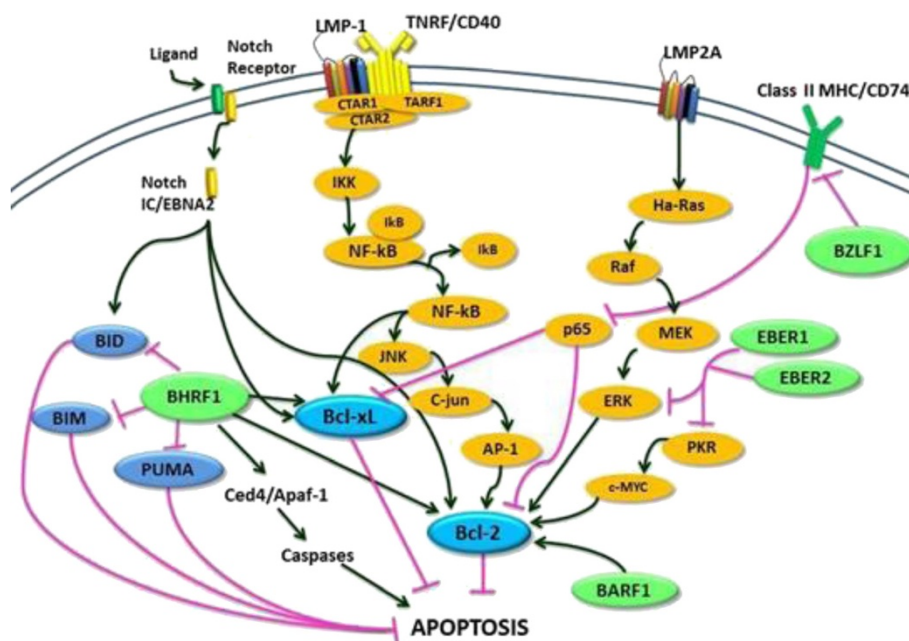 LMP-1
TNRF/CD40
Ligand
Notch
Receptor
LMP2A
Class II MHC/CD74
CTAR1
TARF1
CTAR2
Notch
IC/EBNA2
IKK
Ha-Ras
IkB
NF-kB
IkB
BZLF1
Raf
NF-kB
p65
MEK
BID
JNK
EBER1
EBER2
BHRF1
BIM
Bcl-xL
C-jun
ERK
PUMA
AP-1
PKR
Ced4/Apaf-1
c-MYC
Bcl-2
Caspases
BARF1
APOPTOSIS